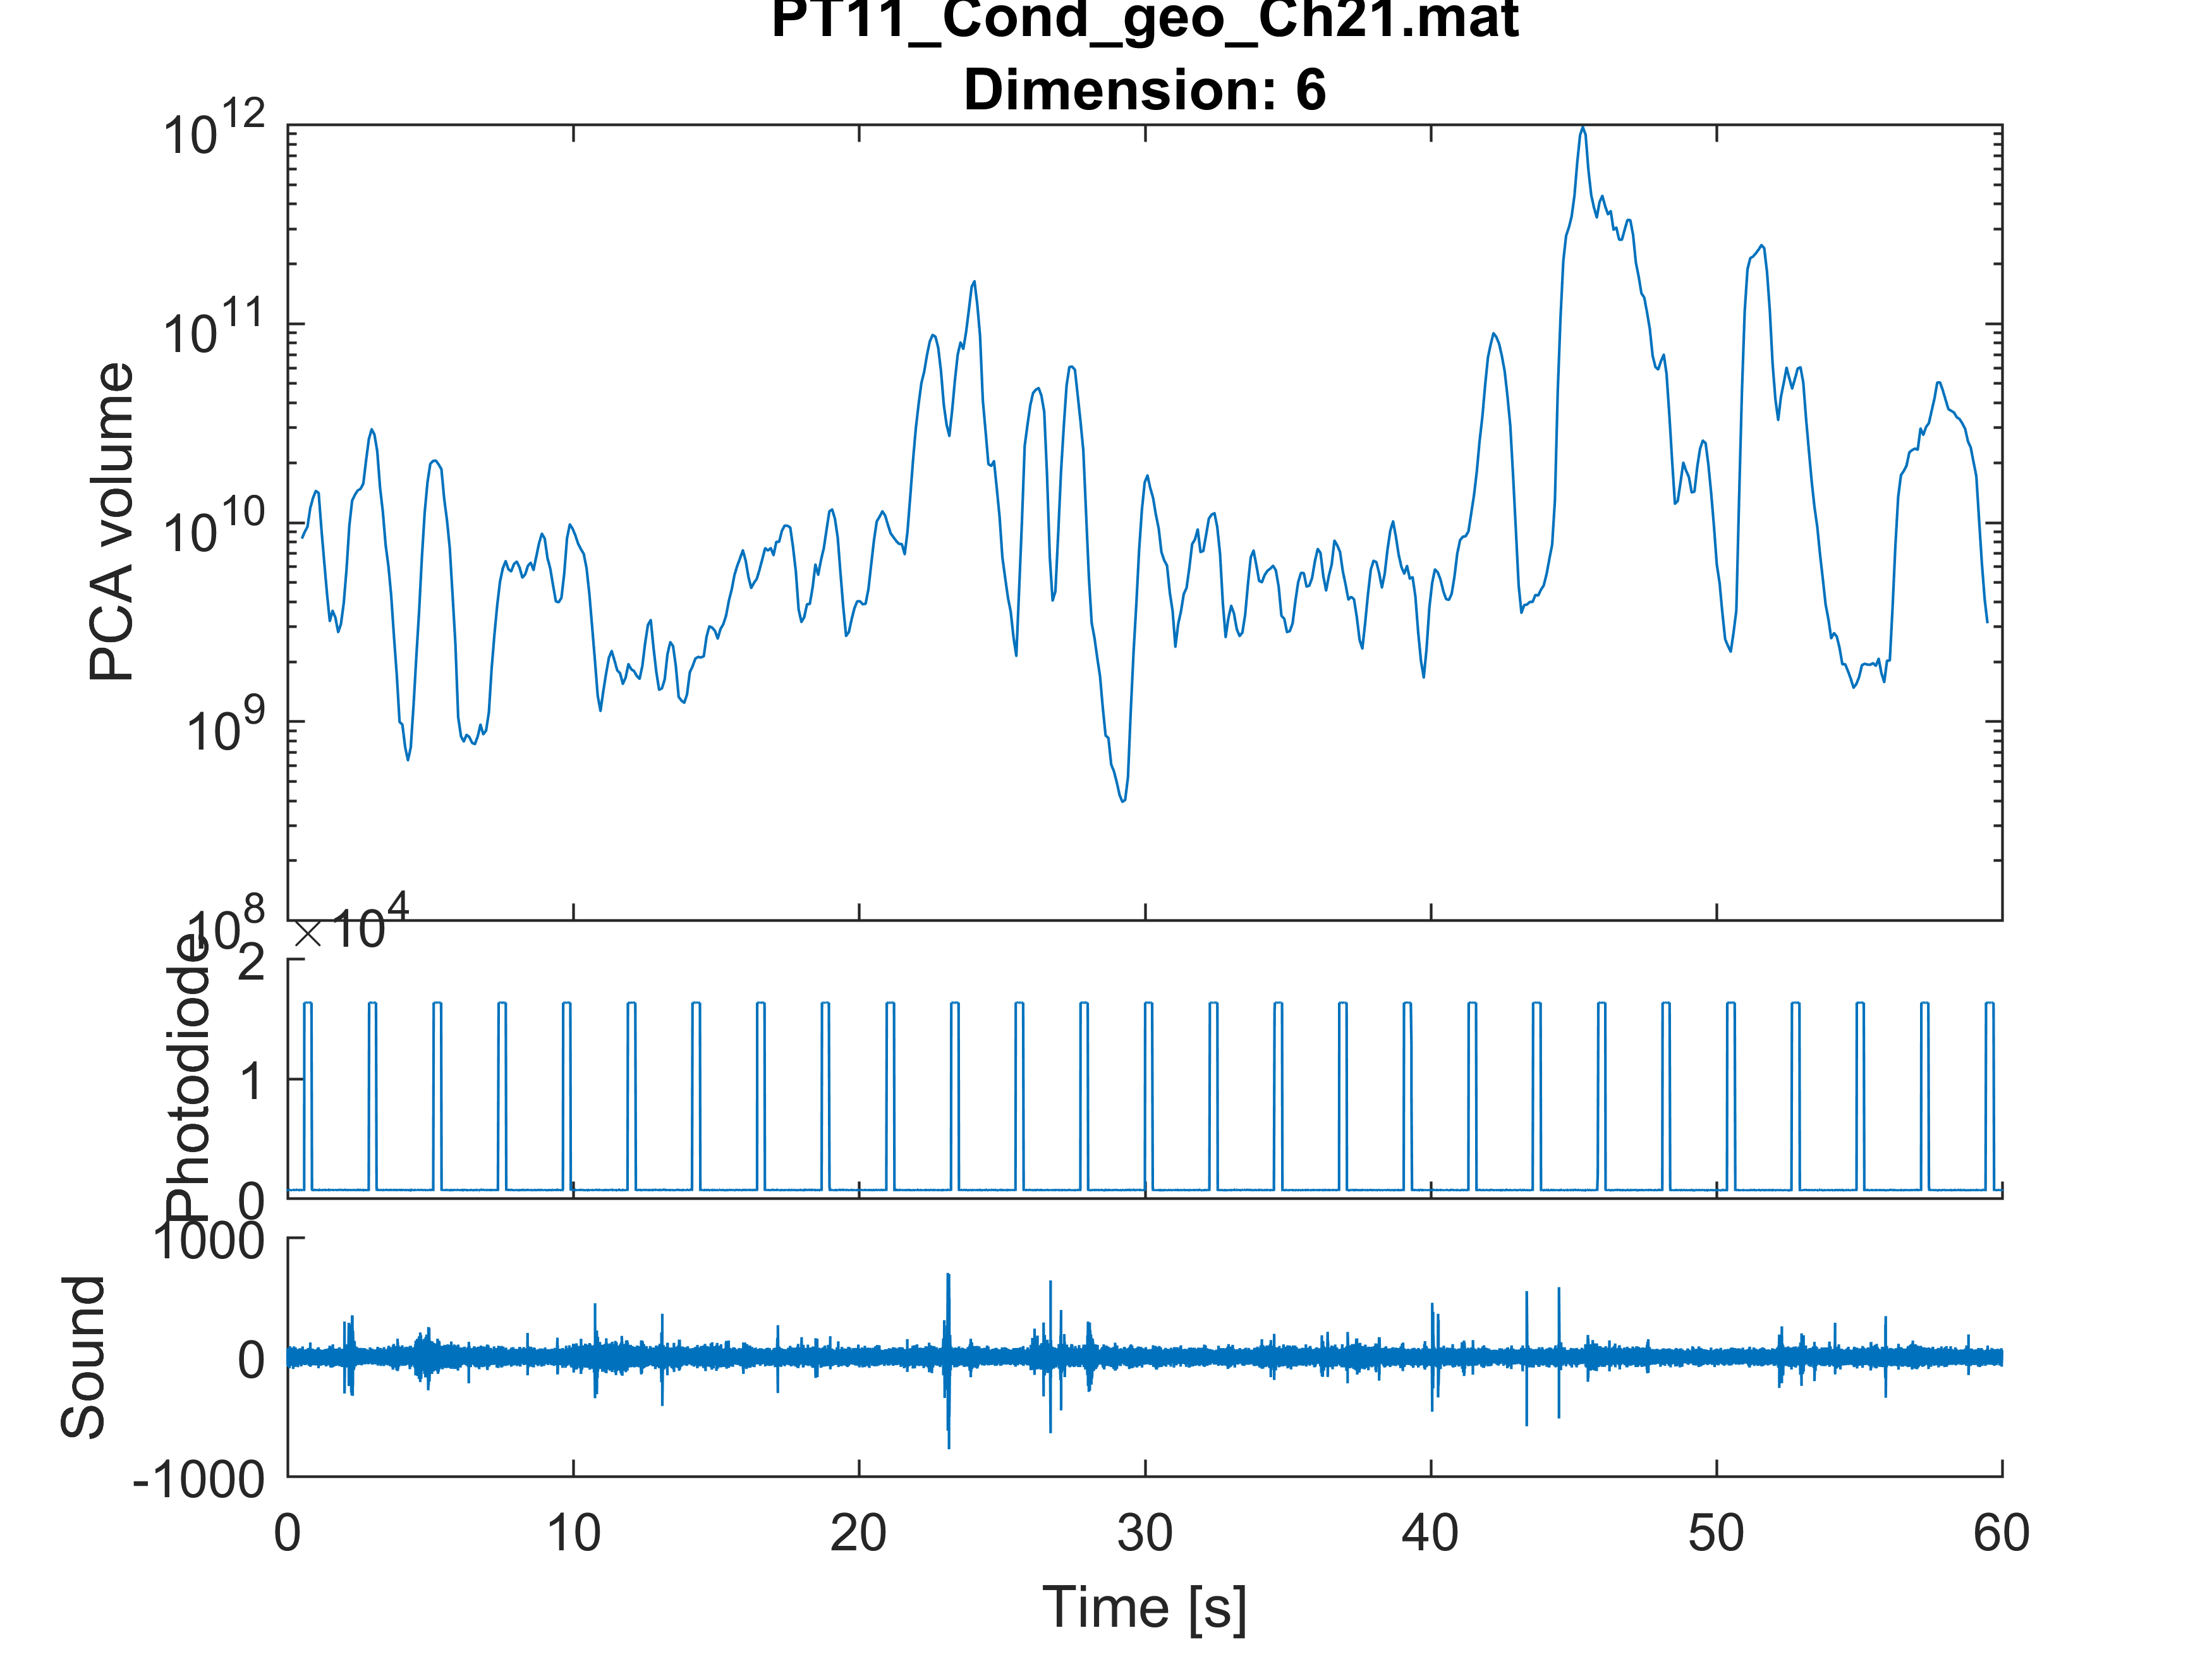 PT11_Cond_geo_Ch21.mat
Dimension: 6
10^12
10^11
10^10
10^9
10^8
PCA volume
× 10^4
2
1
0
Photodiode
1000
0
-1000
Sound
0 10 20 30 40 50 60
Time [s]